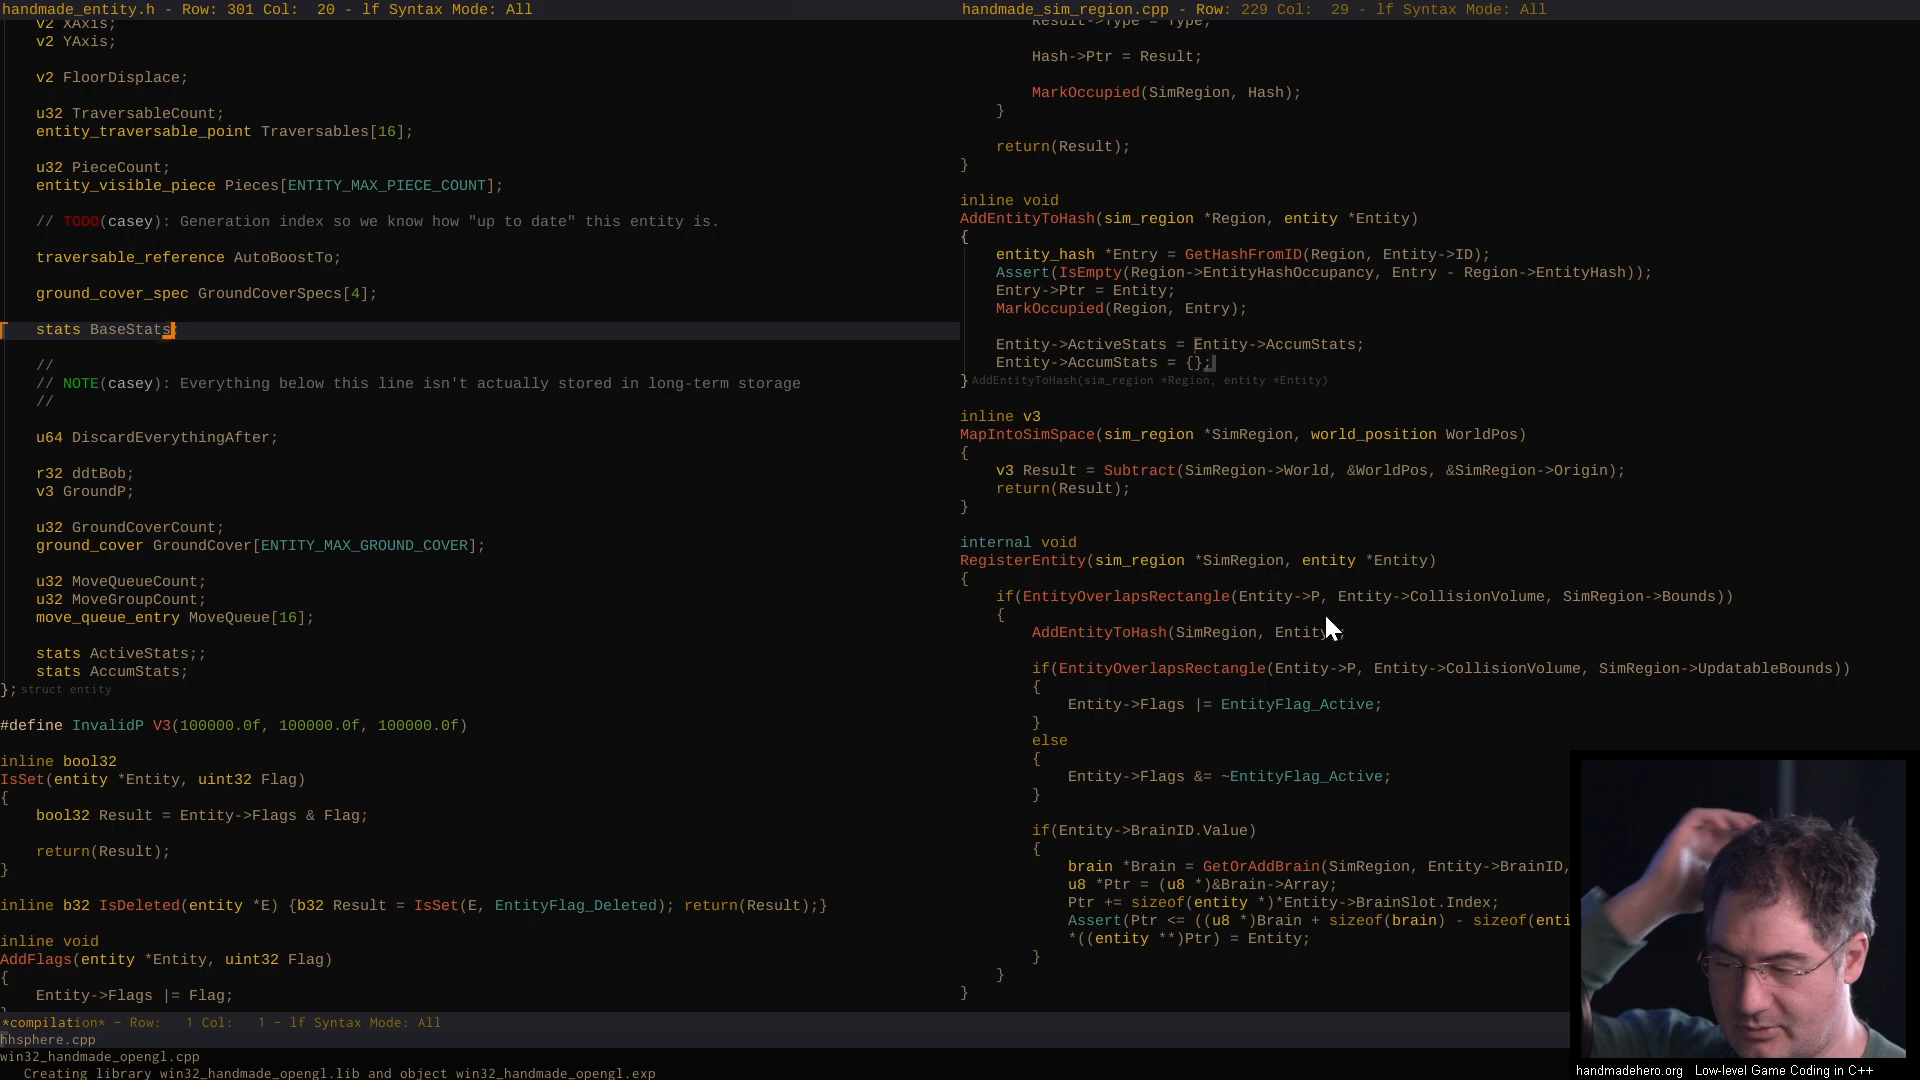 handmade_entity.h - Row: 301 Col:  20 - lf Syntax Mode: All
v2 XAxis;
v2 YAxis;
v2 FloorDisplace;
u32 TraversableCount;
entity_traversable_point Traversables[16];
u32 PieceCount;
entity_visible_piece Pieces[ENTITY_MAX_PIECE_COUNT];
// TODO(casey): Generation index so we know how "up to date" this entity is.
traversable_reference AutoBoostTo;
ground_cover_spec GroundCoverSpecs[4];
stats BaseStats;
//
// NOTE(casey): Everything below this line isn't actually stored in long-term storage
//
u64 DiscardEverythingAfter;
r32 ddtBob;
v3 GroundP;
u32 GroundCoverCount;
ground_cover GroundCover[ENTITY_MAX_GROUND_COVER];
u32 MoveQueueCount;
u32 MoveGroupCount;
move_queue_entry MoveQueue[16];
stats ActiveStats;;
stats AccumStats;
}; struct entity
#define InvalidP V3(100000.0f, 100000.0f, 100000.0f)
inline bool32
IsSet(entity *Entity, uint32 Flag)
{
bool32 Result = Entity->Flags & Flag;
return(Result);
}
inline b32 IsDeleted(entity *E) {b32 Result = IsSet(E, EntityFlag_Deleted); return(Result);}
inline void
AddFlags(entity *Entity, uint32 Flag)
{
Entity->Flags |= Flag;
handmade_sim_region.cpp - Row: 229 Col:  29 - lf Syntax Mode: All
Result->Type = Type;
Hash->Ptr = Result;
MarkOccupied(SimRegion, Hash);
}
return(Result);
}
inline void
AddEntityToHash(sim_region *Region, entity *Entity)
{
entity_hash *Entry = GetHashFromID(Region, Entity->ID);
Assert(IsEmpty(Region->EntityHashOccupancy, Entry - Region->EntityHash));
Entry->Ptr = Entity;
MarkOccupied(Region, Entry);
Entity->ActiveStats = Entity->AccumStats;
Entity->AccumStats = {};
} AddEntityToHash(sim_region *Region, entity *Entity)
inline v3
MapIntoSimSpace(sim_region *SimRegion, world_position WorldPos)
{
v3 Result = Subtract(SimRegion->World, &WorldPos, &SimRegion->Origin);
return(Result);
}
internal void
RegisterEntity(sim_region *SimRegion, entity *Entity)
{
if(EntityOverlapsRectangle(Entity->P, Entity->CollisionVolume, SimRegion->Bounds))
{
AddEntityToHash(SimRegion, Entity);
if(EntityOverlapsRectangle(Entity->P, Entity->CollisionVolume, SimRegion->UpdatableBounds))
{
Entity->Flags |= EntityFlag_Active;
}
else
{
Entity->Flags &= ~EntityFlag_Active;
}
if(Entity->BrainID.Value)
{
brain *Brain = GetOrAddBrain(SimRegion, Entity->BrainID,
u8 *Ptr = (u8 *)&Brain->Array;
Ptr += sizeof(entity *)*Entity->BrainSlot.Index;
Assert(Ptr <= ((u8 *)Brain + sizeof(brain) - sizeof(enti
*((entity **)Ptr) = Entity;
}
}
}
*compilation* - Row:   1 Col:   1 - lf Syntax Mode: All
hhsphere.cpp
win32_handmade_opengl.cpp
Creating library win32_handmade_opengl.lib and object win32_handmade_opengl.exp
handmadehero.org   Low-level Game Coding in C++